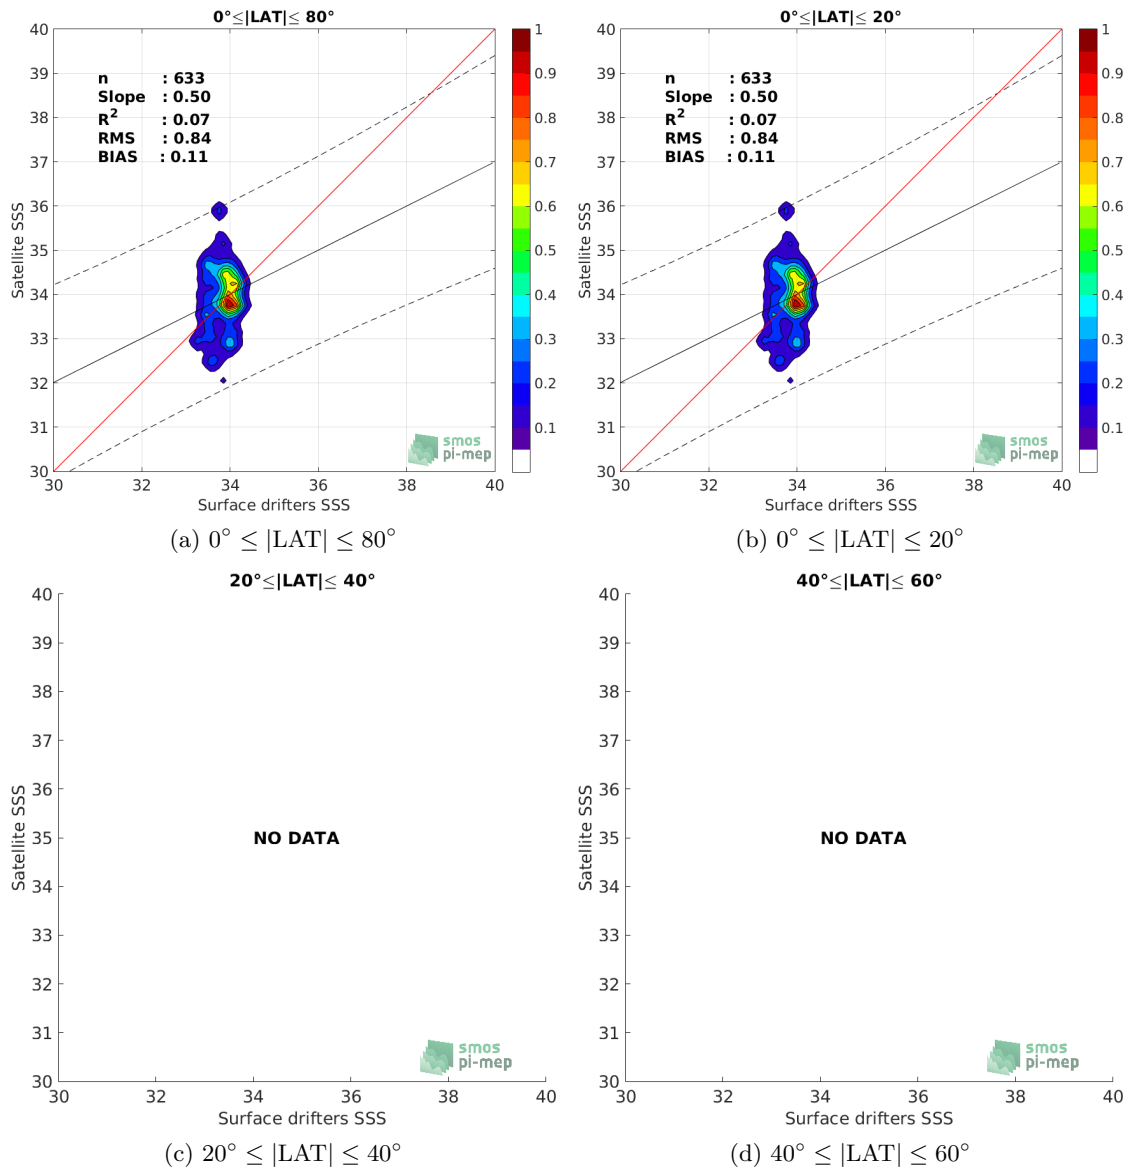 0°≤|LAT|≤ 80°
40
39
38
37
36
35
34
33
32
31
30
Satellite SSS
n : 633
Slope : 0.50
R2 : 0.07
RMS : 0.84
BIAS : 0.11
smos
pi-mep
30 32 34 36 38 40
Surface drifters SSS
1
0.9
0.8
0.7
0.6
0.5
0.4
0.3
0.2
0.1
(a) 0° ≤ |LAT| ≤ 80°
0°≤|LAT|≤ 20°
40
39
38
37
36
35
34
33
32
31
30
Satellite SSS
n : 633
Slope : 0.50
R2 : 0.07
RMS : 0.84
BIAS : 0.11
smos
pi-mep
30 32 34 36 38 40
Surface drifters SSS
1
0.9
0.8
0.7
0.6
0.5
0.4
0.3
0.2
0.1
(b) 0° ≤ |LAT| ≤ 20°
20°≤|LAT|≤ 40°
40
39
38
37
36
35
34
33
32
31
30
Satellite SSS
NO DATA
smos
pi-mep
30 32 34 36 38 40
Surface drifters SSS
(c) 20° ≤ |LAT| ≤ 40°
40°≤|LAT|≤ 60°
40
39
38
37
36
35
34
33
32
31
30
Satellite SSS
NO DATA
smos
pi-mep
30 32 34 36 38 40
Surface drifters SSS
(d) 40° ≤ |LAT| ≤ 60°